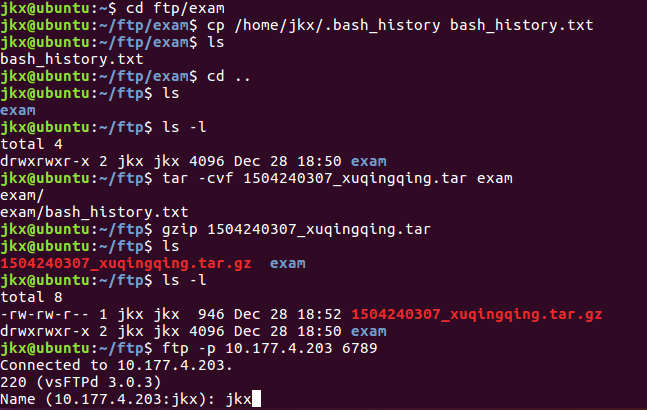 jkx@ubuntu:~$ cd ftp/exam
jkx@ubuntu:~/ftp/exam$ cp /home/jkx/.bash_history bash_history.txt
jkx@ubuntu:~/ftp/exam$ ls
bash_history.txt
jkx@ubuntu:~/ftp/exam$ cd ..
jkx@ubuntu:~/ftp$ ls
exam
jkx@ubuntu:~/ftp$ ls -l
total 4
drwxrwxr-x 2 jkx jkx 4096 Dec 28 18:50 exam
jkx@ubuntu:~/ftp$ tar -cvf 1504240307_xuqingqing.tar exam
exam/
exam/bash_history.txt
jkx@ubuntu:~/ftp$ gzip 1504240307_xuqingqing.tar
jkx@ubuntu:~/ftp$ ls
1504240307_xuqingqing.tar.gz  exam
jkx@ubuntu:~/ftp$ ls -l
total 8
-rw-rw-r-- 1 jkx jkx  946 Dec 28 18:52 1504240307_xuqingqing.tar.gz
drwxrwxr-x 2 jkx jkx 4096 Dec 28 18:50 exam
jkx@ubuntu:~/ftp$ ftp -p 10.177.4.203 6789
Connected to 10.177.4.203.
220 (vsFTPd 3.0.3)
Name (10.177.4.203:jkx): jkx